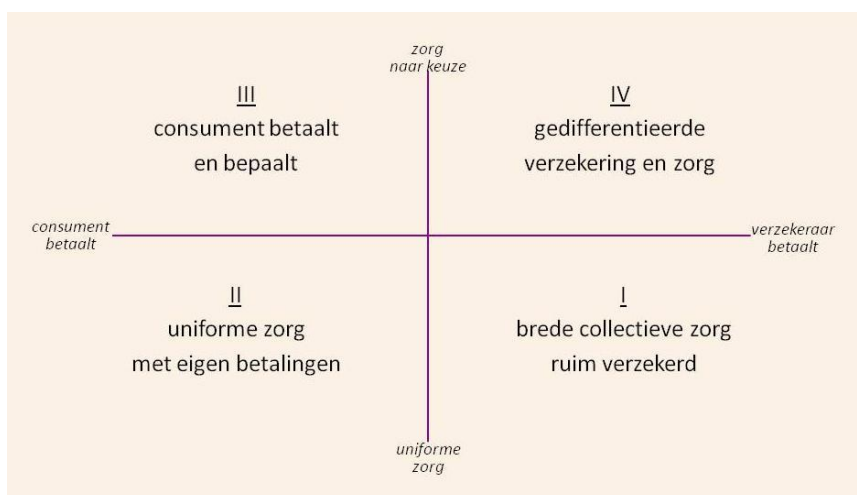 zorg
naar keuze
III
consument betaalt
en bepaalt
IV
gedifferentieerde
verzekering en zorg
consument
betaalt
verzekeraar
betaalt
II
uniforme zorg
met eigen betalingen
I
brede collectieve zorg
ruim verzekerd
uniforme
zorg